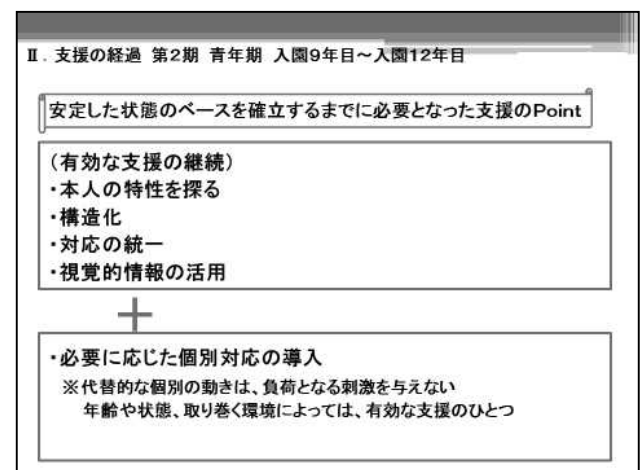 Ⅱ．支援の経過 第2期 青年期 入園9年目～入園12年目
安定した状態のベースを確立するまでに必要となった支援のPoint
（有効な支援の継続）
・本人の特性を探る
・構造化
・対応の統一
・視覚的情報の活用
＋
・必要に応じた個別対応の導入
※代替的な個別の動きは、負荷となる刺激を与えない
年齢や状態、取り巻く環境によっては、有効な支援のひとつ